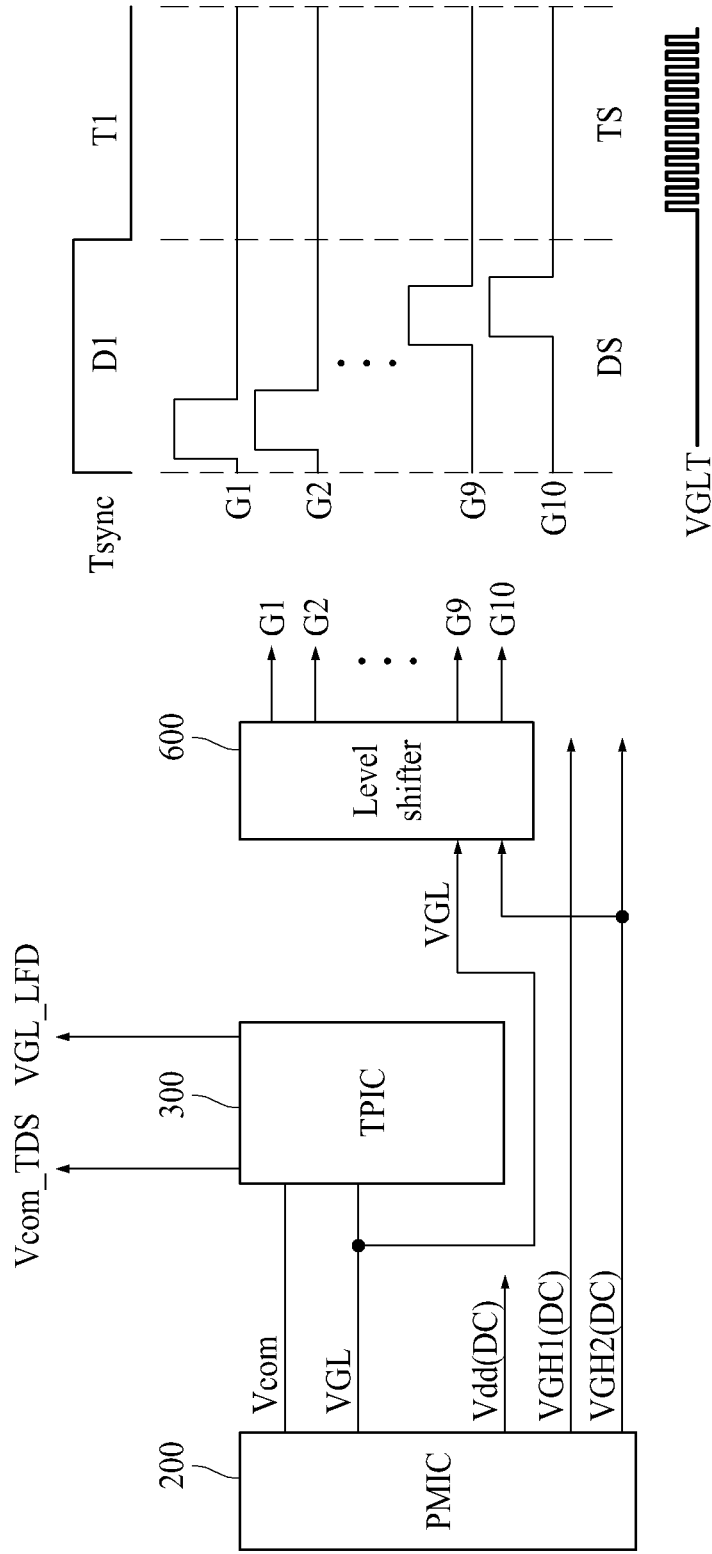 200
PMIC
Vcom
VGL
Vdd(DC)
VGH1(DC)
VGH2(DC)
Vcom_TDS
VGL_LFD
300
TPIC
VGL
600
Level
shifter
G1
G2
G9
G10
Tsync
D1
T1
G1
G2
G9
G10
DS
TS
VGLT